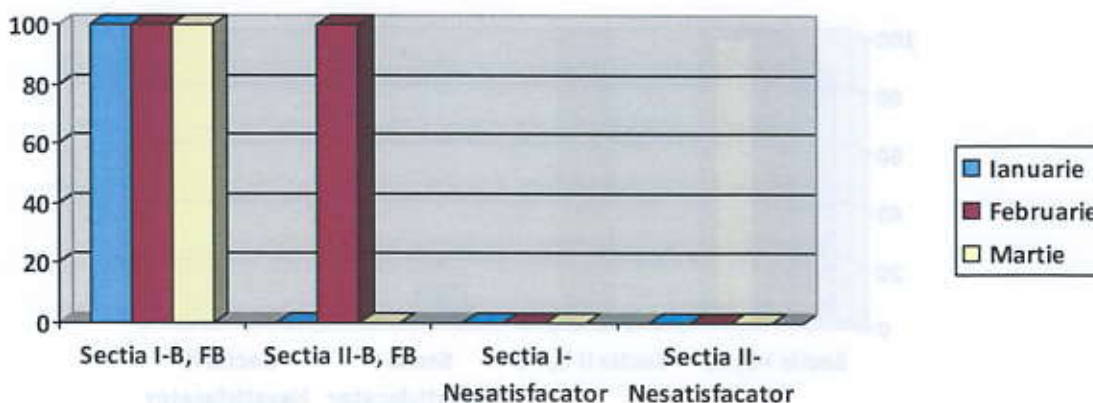 100
80
60
40
20
0
Sectia I-B, FB
Sectia II-B, FB
Sectia I-
Nesatisfacator
Sectia II-
Nesatisfacator
Ianuarie
Februarie
Martie